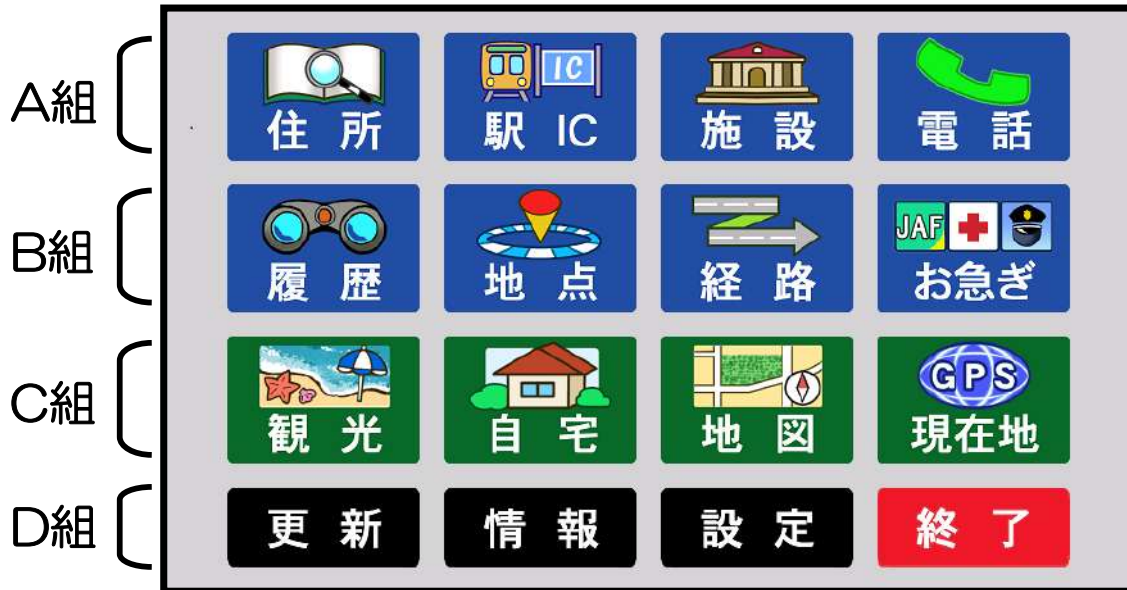 A組
IC
住所
駅 IC
施設
電話
B組
履歴
地点
経路
JAF
お急ぎ
C組
観光
自宅
地図
GPS
現在地
D組
更新
情報
設定
終了